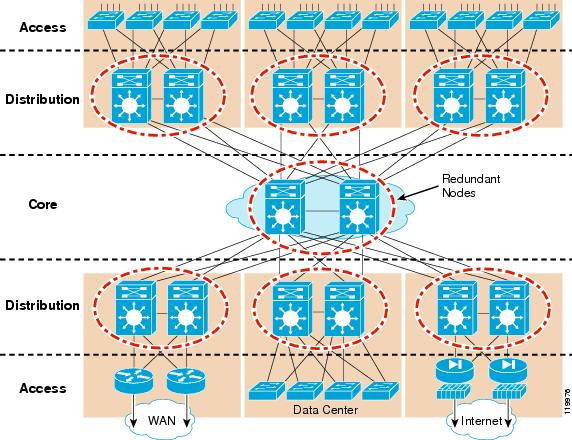 Access
Distribution
Core
Redundant
Nodes
Distribution
Access
WAN
Data Center
Internet
119976